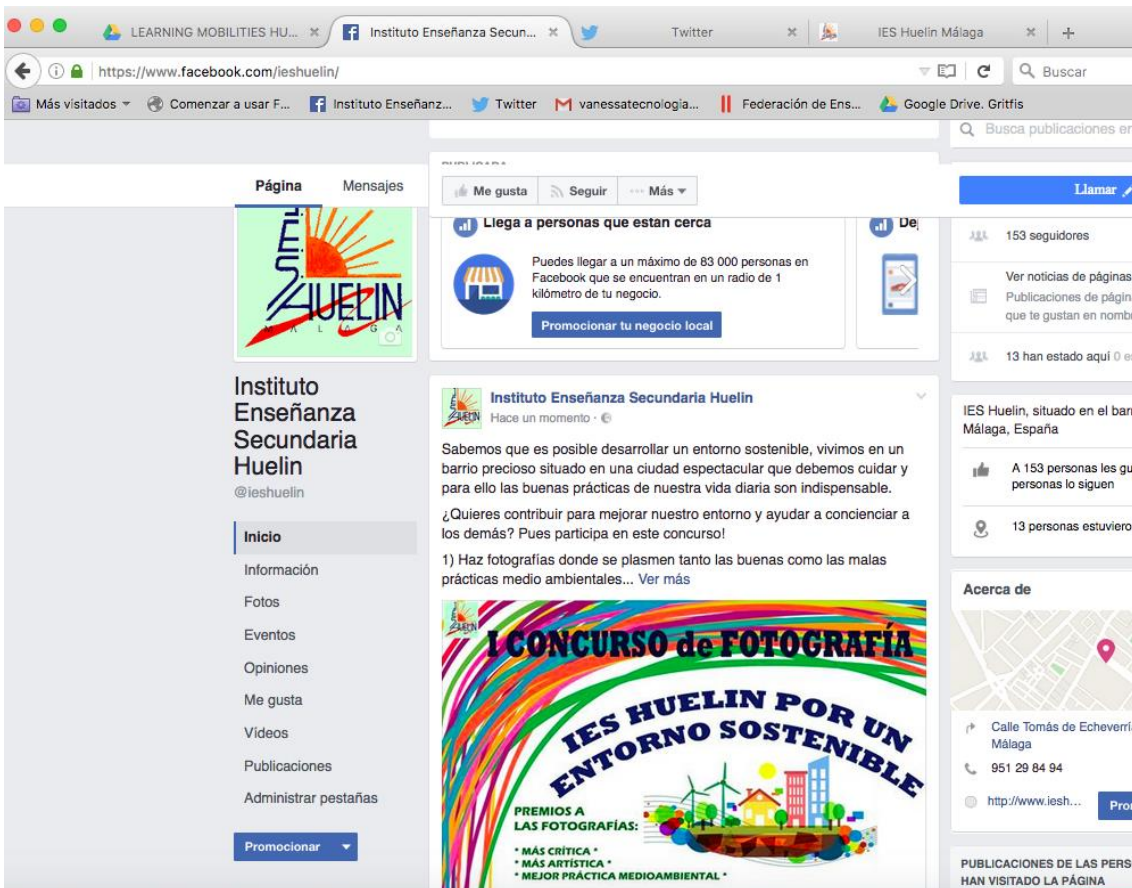 LEARNING MOBILITIES HU...
Instituto Enseñanza Secun...
Twitter
IES Huelin Málaga
https://www.facebook.com/ieshuelin/
Buscar
Más visitados
Comenzar a usar F...
Instituto Enseñanz...
Twitter
vanessatecnologia...
Federación de Ens...
Google Drive. Gritfis
Busca publicaciones en
PUBLICADA
Página
Mensajes
Me gusta
Seguir
Más
Llamar
I.E.S.
HUELIN
MALAGA
Instituto
Enseñanza
Secundaria
Huelin
@ieshuelin
Inicio
Información
Fotos
Eventos
Opiniones
Me gusta
Vídeos
Publicaciones
Administrar pestañas
Promocionar
Llega a personas que están cerca
Puedes llegar a un máximo de 83 000 personas en
Facebook que se encuentran en un radio de 1
kilómetro de tu negocio.
Promocionar tu negocio local
Instituto Enseñanza Secundaria Huelin
Hace un momento ·
Sabemos que es posible desarrollar un entorno sostenible, vivimos en un
barrio precioso situado en una ciudad espectacular que debemos cuidar y
para ello las buenas prácticas de nuestra vida diaria son indispensable.
¿Quieres contribuir para mejorar nuestro entorno y ayudar a concienciar a
los demás? Pues participa en este concurso!
1) Haz fotografías donde se plasmen tanto las buenas como las malas
prácticas medio ambientales... Ver más
HUELIN
I CONCURSO de FOTOGRAFÍA
IES HUELIN POR UN
ENTORNO SOSTENIBLE
PREMIOS A
LAS FOTOGRAFÍAS:
* MÁS CRÍTICA *
* MÁS ARTÍSTICA *
* MEJOR PRÁCTICA MEDIOAMBIENTAL *
153 seguidores
Ver noticias de páginas
Publicaciones de págin
que te gustan en nombr
13 han estado aquí 0 e
IES Huelin, situado en el barr
Málaga, España
A 153 personas les gu
personas lo siguen
13 personas estuviero
Acerca de
Calle Tomás de Echeverría
Málaga
951 29 84 94
http://www.iesh...
Pro
PUBLICACIONES DE LAS PERS
HAN VISITADO LA PÁGINA